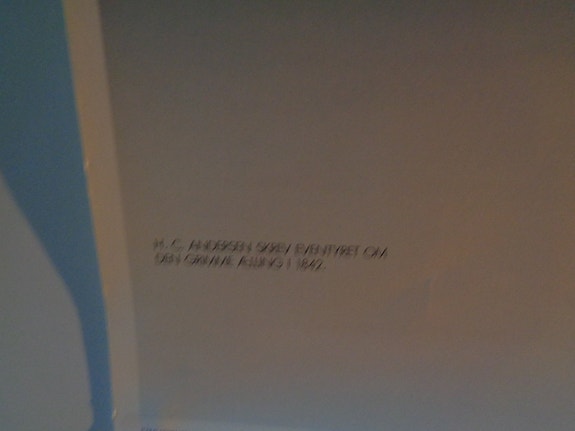 H. C. ANDERSEN SKREV EVENTYRET OM
DEN GRIMME ÆLLING I 1842.